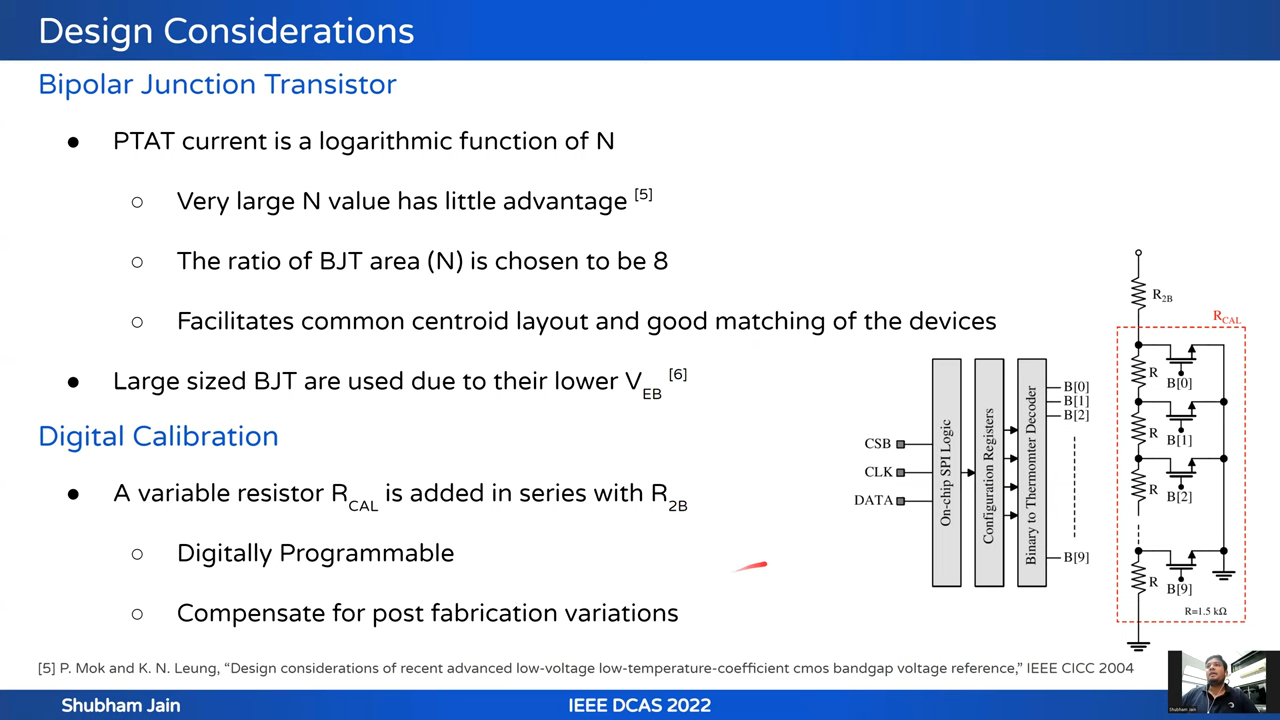 Design Considerations
Bipolar Junction Transistor
● PTAT current is a logarithmic function of N
○ Very large N value has little advantage [5]
○ The ratio of BJT area (N) is chosen to be 8
○ Facilitates common centroid layout and good matching of the devices
● Large sized BJT are used due to their lower V_EB [6]
Digital Calibration
● A variable resistor R_CAL is added in series with R_2B
○ Digitally Programmable
○ Compensate for post fabrication variations
CSB
CLK
DATA
On-chip SPI Logic
Configuration Registers
Binary to Thermomter Decoder
B[0]
B[1]
B[2]
B[9]
R_2B
R_CAL
R
B[0]
R
B[1]
R
B[2]
R
B[9]
R=1.5 kΩ
[5] P. Mok and K. N. Leung, “Design considerations of recent advanced low-voltage low-temperature-coefficient cmos bandgap voltage reference,” IEEE CICC 2004
Shubham Jain
IEEE DCAS 2022
Shubham Jain